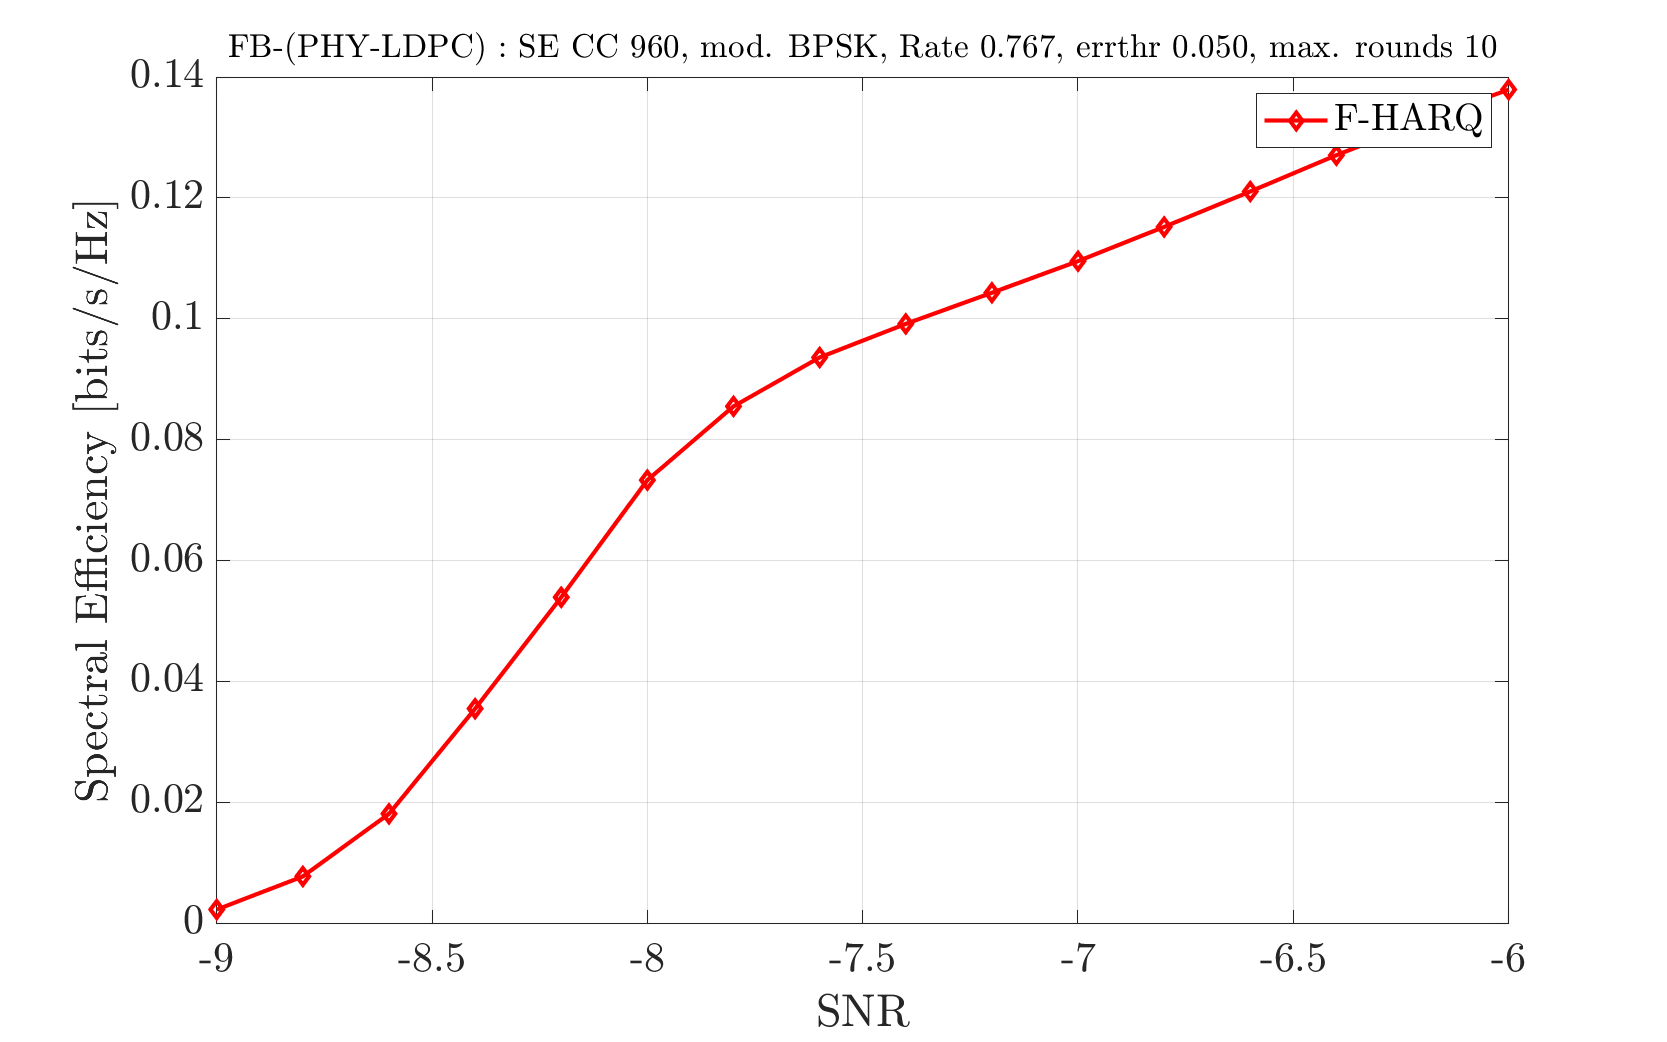 FB-(PHY-LDPC) : SE CC 960, mod. BPSK, Rate 0.767, errthr 0.050, max. rounds 10
F-HARQ
Spectral Efficiency [bits/s/Hz]
0.14
0.12
0.1
0.08
0.06
0.04
0.02
0
-9 -8.5 -8 -7.5 -7 -6.5 -6
SNR